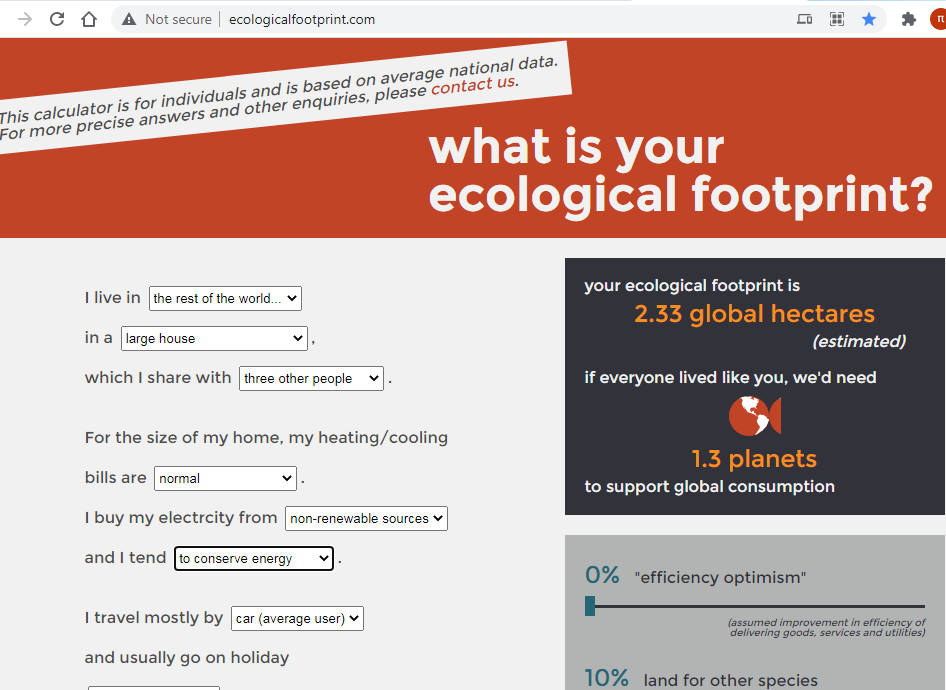 Not secure | ecologicalfootprint.com
This calculator is for individuals and is based on average national data.
For more precise answers and other enquiries, please contact us.
what is your
ecological footprint?
I live in the rest of the world...
in a large house ,
which I share with three other people .
For the size of my home, my heating/cooling
bills are normal .
I buy my electrcity from non-renewable sources
and I tend to conserve energy .
I travel mostly by car (average user)
and usually go on holiday
your ecological footprint is
2.33 global hectares
(estimated)
if everyone lived like you, we'd need
1.3 planets
to support global consumption
0% "efficiency optimism"
(assumed improvement in efficiency of
delivering goods, services and utilities)
10% land for other species